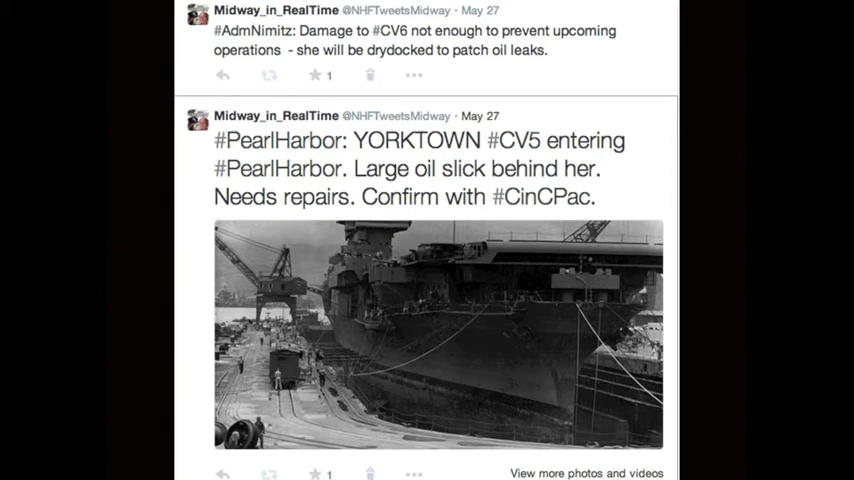 Midway_in_RealTime @NHFTweetsMidway · May 27
#AdmNimitz: Damage to #CV6 not enough to prevent upcoming
operations - she will be drydocked to patch oil leaks.
1
Midway_in_RealTime @NHFTweetsMidway · May 27
#PearlHarbor: YORKTOWN #CV5 entering
#PearlHarbor. Large oil slick behind her.
Needs repairs. Confirm with #CinCPac.
1
View more photos and videos